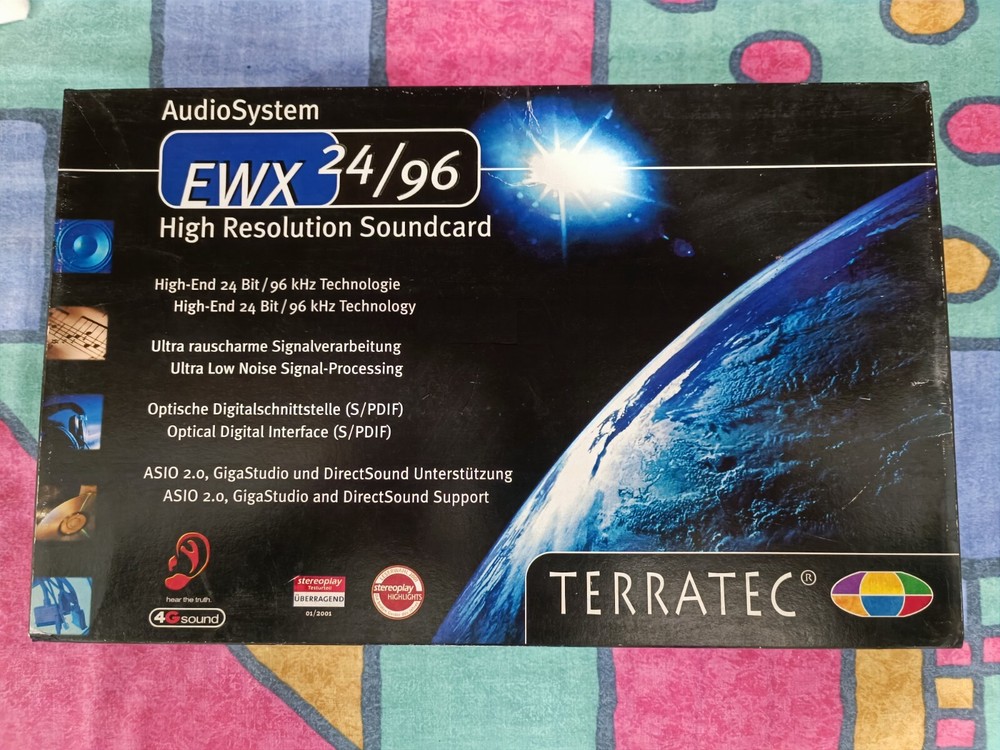 AudioSystem
EWX 24/96
High Resolution Soundcard
High-End 24 Bit/96 kHz Technologie
High-End 24 Bit/96 kHz Technology
Ultra rauscharme Signalverarbeitung
Ultra Low Noise Signal-Processing
Optische Digitalschnittstelle (S/PDIF)
Optical Digital Interface (S/PDIF)
ASIO 2.0, GigaStudio und DirectSound Unterstützung
ASIO 2.0, GigaStudio and DirectSound Support
hear the truth
4G sound
stereoplay
ÜBERRAGEND
01/2001
stereoplay
HIGHLIGHTS
TERRATEC®